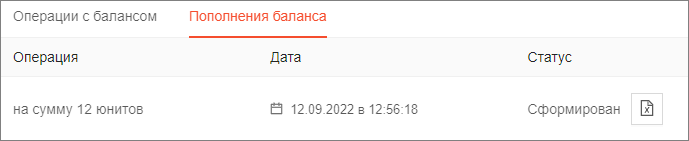 Операции с балансом Пополнения баланса
Операция Дата Статус
на сумму 12 юнитов 12.09.2022 в 12:56:18 Сформирован